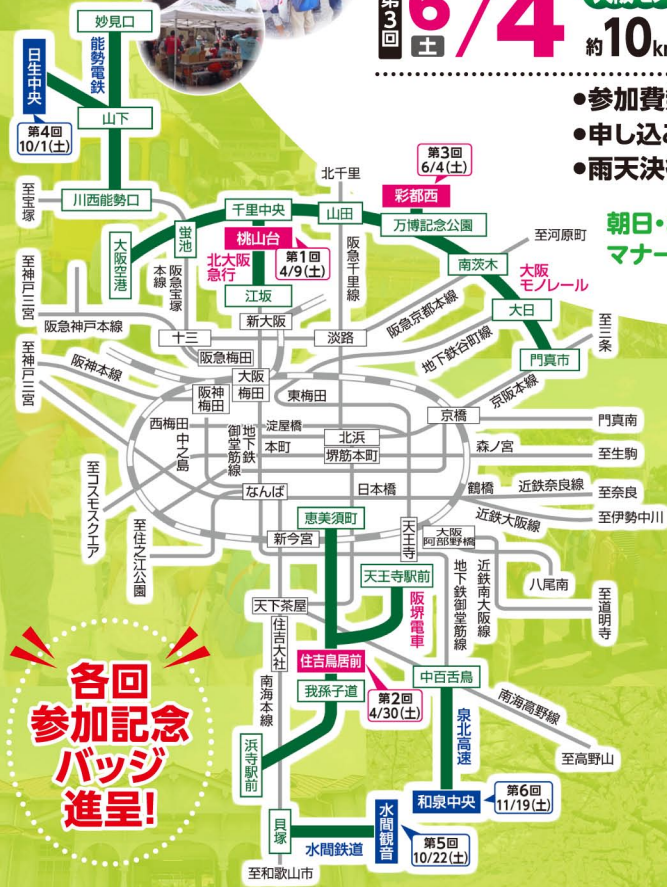 第3回
6/4
土
約10km
●参加費無
●申し込み
●雨天決行
朝日・
マナー
妙見口
能勢電鉄
日生中央
第4回
10/1(土)
山下
川西能勢口
至宝塚
北千里
第3回
6/4(土)
彩都西
千里中央
山田
万博記念公園
蛍池
大阪空港
桃山台
第1回
4/9(土)
北大阪
急行
江坂
阪急宝塚
本線
阪急千里線
南茨木
至河原町
大阪
モノレール
大日
門真市
至三条
至神戸三宮
阪急神戸本線
新大阪
十三
淡路
阪急梅田
阪急京都本線
地下鉄谷町線
京阪本線
至神戸三宮
阪神本線
大阪
梅田
阪神
梅田
東梅田
京橋
西梅田
中之島
淀屋橋
北浜
地下鉄
御堂筋線
本町
堺筋本町
森ノ宮
門真南
至生駒
至コスモスクエア
なんば
日本橋
鶴橋
近鉄奈良線
至奈良
近鉄大阪線
至伊勢中川
至住之江公園
恵美須町
新今宮
天王寺
大阪
阿部野橋
天王寺駅前
阪堺電車
地下鉄御堂筋線
近鉄南大阪線
八尾南
至道明寺
天下茶屋
住吉大社
住吉鳥居前
我孫子道
第2回
4/30(土)
中百舌鳥
南海本線
浜寺駅前
泉北高速
南海高野線
至高野山
和泉中央
第6回
11/19(土)
貝塚
水間鉄道
水間観音
第5回
10/22(土)
至和歌山市
各回
参加記念
バッジ
進呈!